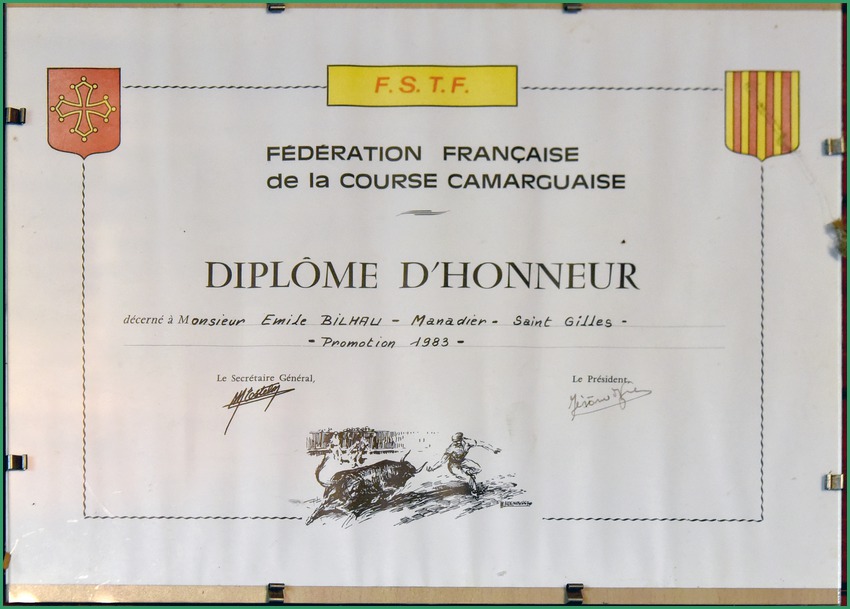 F.S.T.F.
FÉDÉRATION FRANÇAISE
de la COURSE CAMARGUAISE
DIPLÔME D'HONNEUR
décerné à Monsieur Emile BILHAU - Manadier - Saint Gilles -
- Promotion 1983 -
Le Secrétaire Général, Le Président,